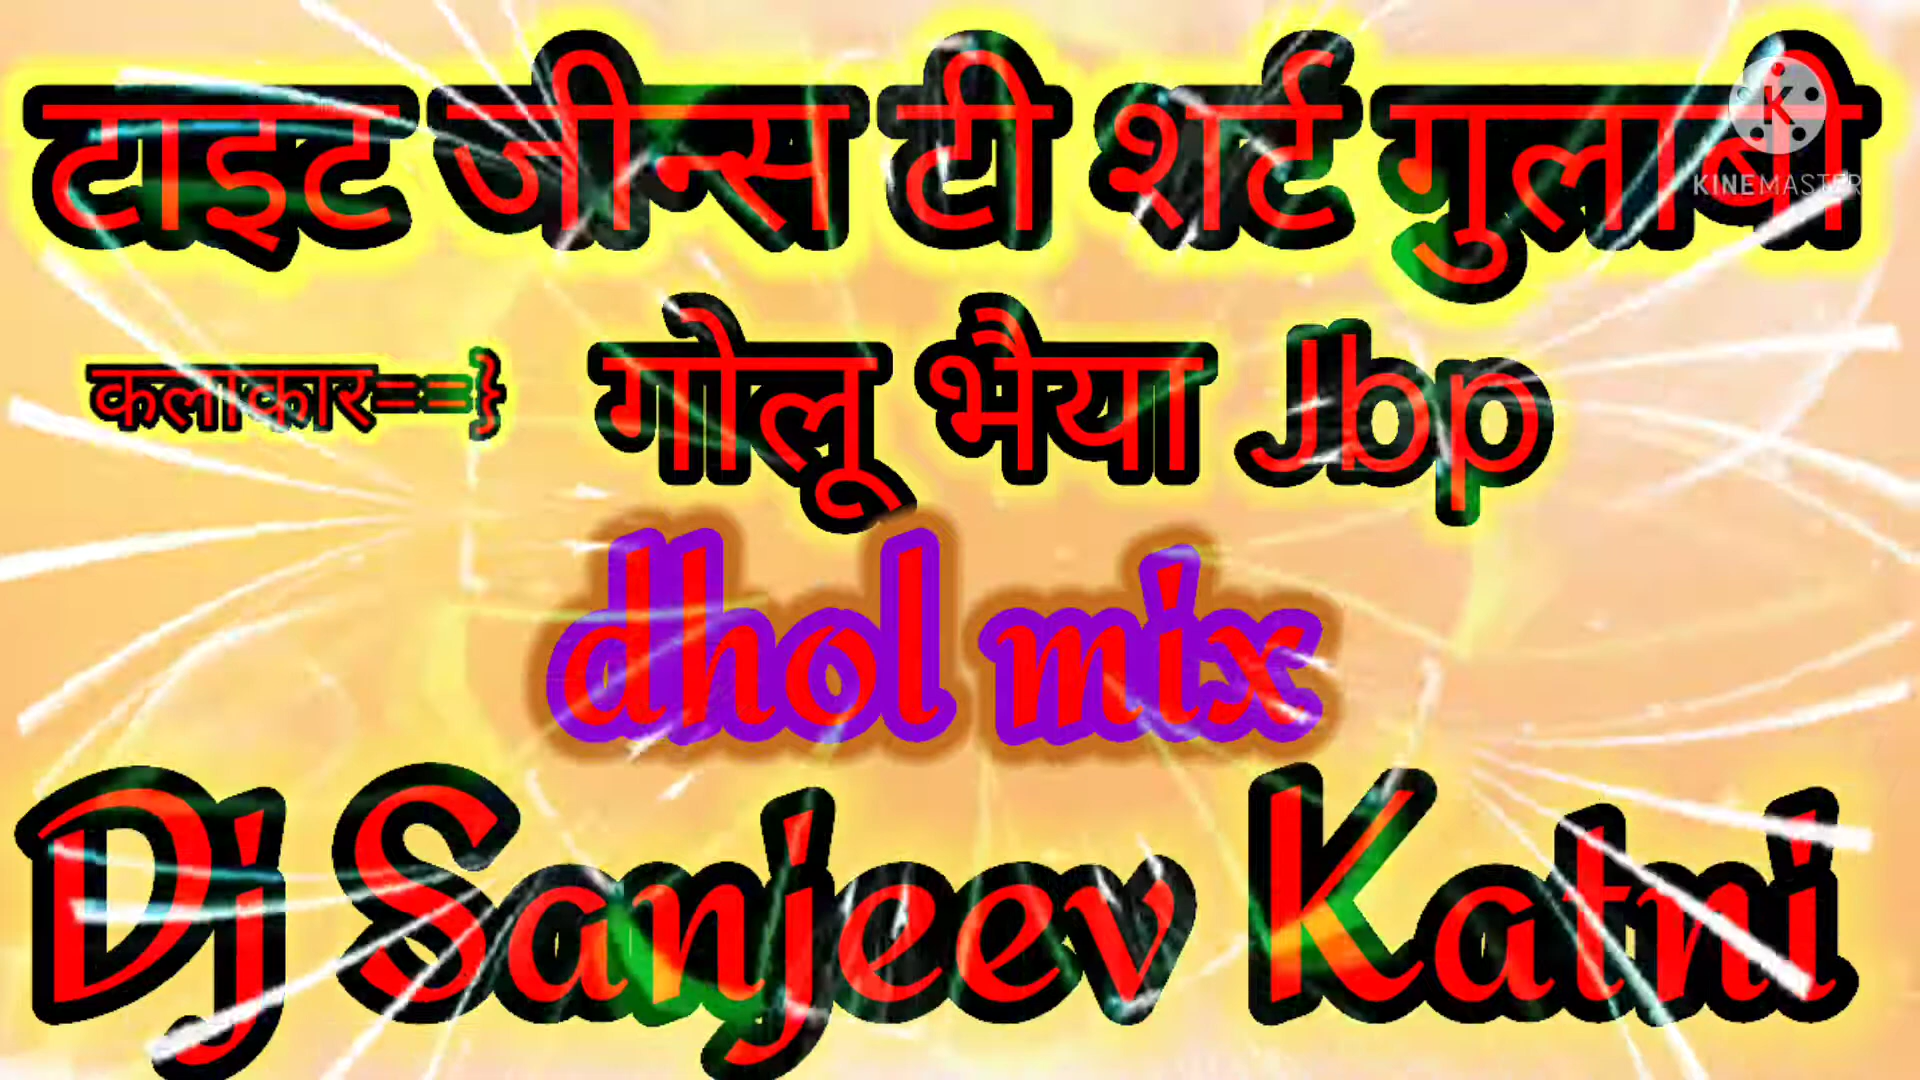 टाइट जीन्स टी शर्ट गुलाबी
KINEMASTER
कलाकार==} गोलू भैया Jbp
dhol mix
Dj Sanjeev Katni